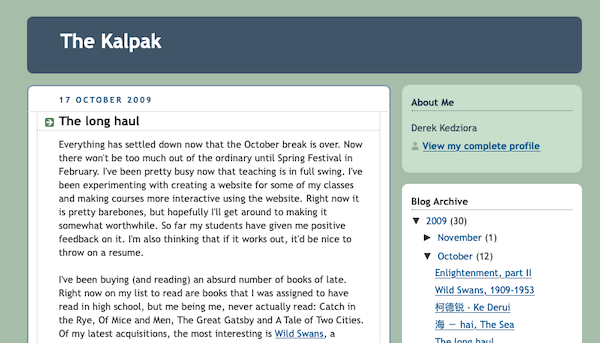 The Kalpak
17 OCTOBER 2009
The long haul
Everything has settled down now that the October break is over. Now
there won't be too much out of the ordinary until Spring Festival in
February. I've been pretty busy now that teaching is in full swing. I've
been experimenting with creating a website for some of my classes
and making courses more interactive using the website. Right now it
is pretty barebones, but hopefully I'll get around to making it
somewhat worthwhile. So far my students have given me positive
feedback on it. I'm also thinking that if it works out, it'd be nice to
throw on a resume.
I've been buying (and reading) an absurd number of books of late.
Right now on my list to read are books that I was assigned to have
read in high school, but me being me, never actually read: Catch in
the Rye, Of Mice and Men, The Great Gatsby and A Tale of Two Cities.
Of my latest acquisitions, the most interesting is Wild Swans, a
About Me
Derek Kedziora
View my complete profile
Blog Archive
▼ 2009 (30)
► November (1)
▼ October (12)
Enlightenment, part II
Wild Swans, 1909-1953
柯德锐 - Ke Derui
海 — hai, The Sea
The long haul